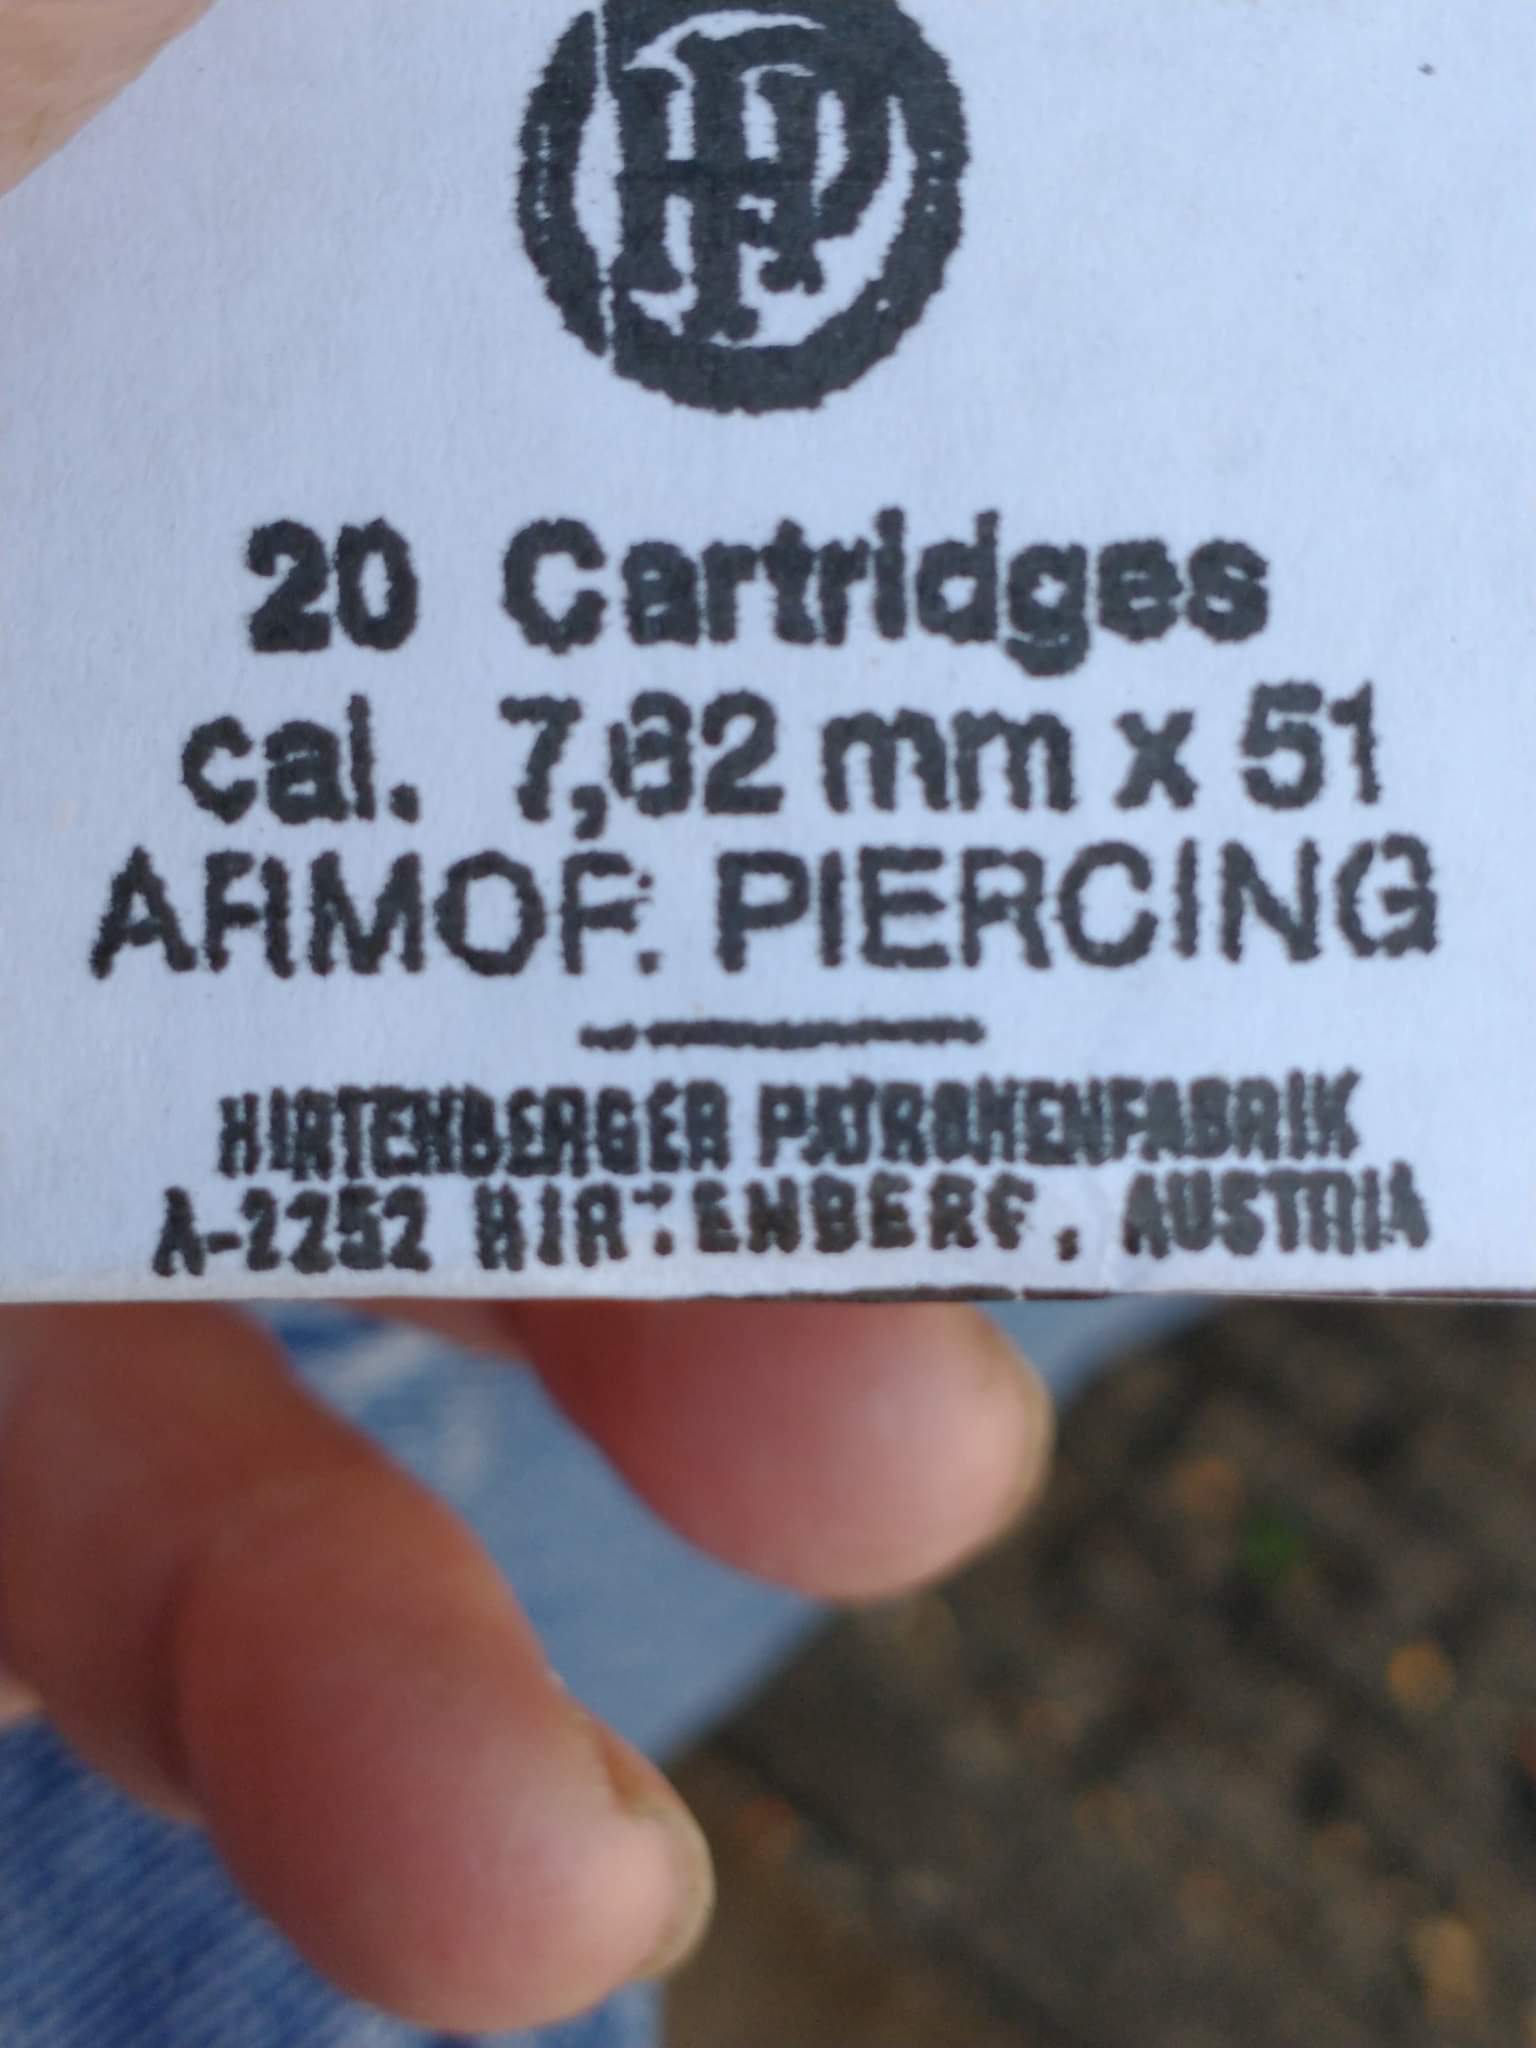 HP
20 Cartridges
cal. 7,62 mm x 51
ARMOR PIERCING
HIRTENBERGER PATRONENFABRIK
A-2252 HIRTENBERG, AUSTRIA